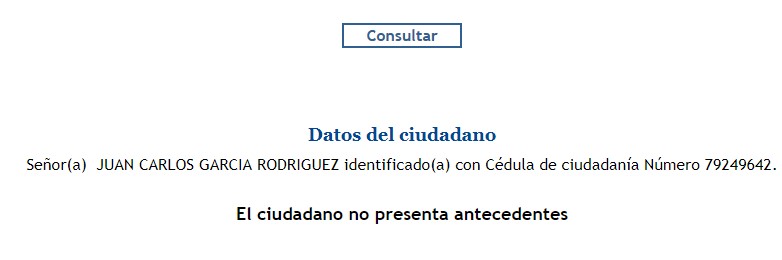 Consultar
Datos del ciudadano
Señor(a) JUAN CARLOS GARCIA RODRIGUEZ identificado(a) con Cédula de ciudadanía Número 79249642.
El ciudadano no presenta antecedentes